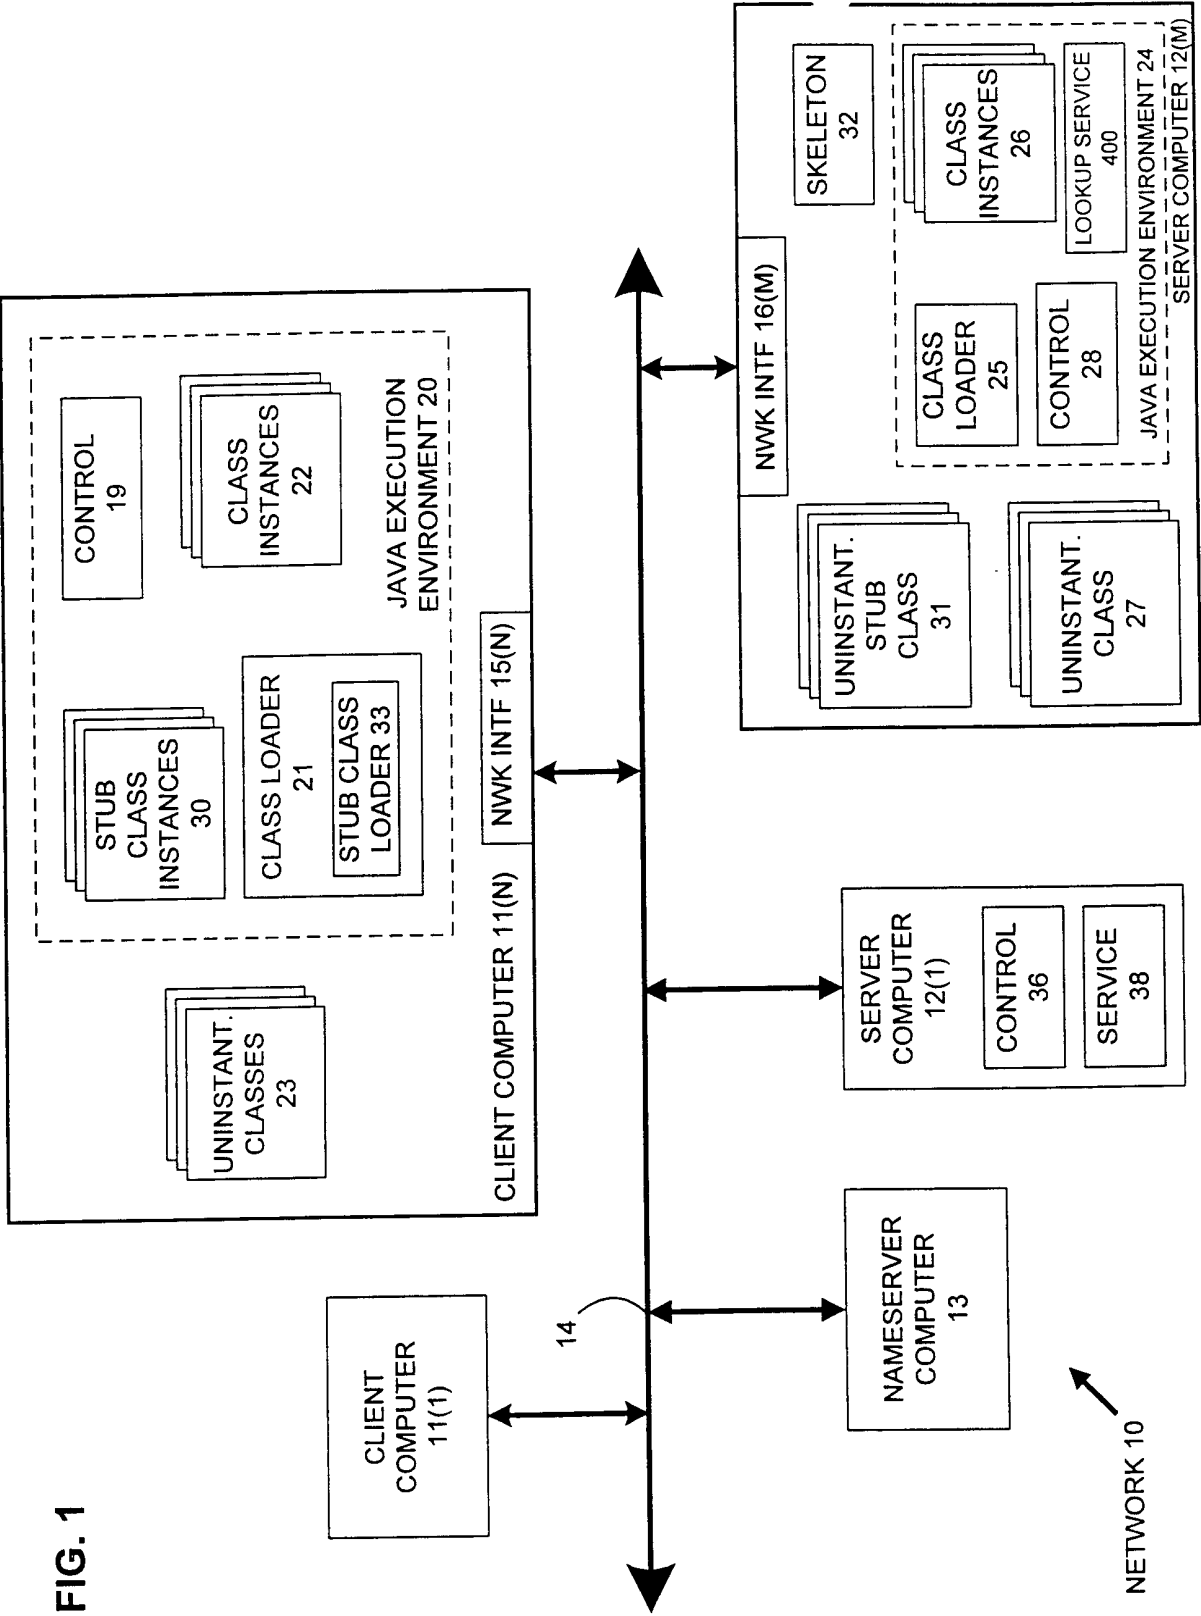 FIG. 1
CLIENT
COMPUTER
11(1)
UNINSTANT.
CLASSES
23
STUB
CLASS
INSTANCES
30
CONTROL
19
CLASS LOADER
21
STUB CLASS
LOADER 33
CLASS
INSTANCES
22
JAVA EXECUTION
ENVIRONMENT 20
CLIENT COMPUTER 11(N)
NWK INTF 15(N)
14
NAMESERVER
COMPUTER
13
SERVER
COMPUTER
12(1)
CONTROL
36
SERVICE
38
NWK INTF 16(M)
UNINSTANT.
STUB
CLASS
31
SKELETON
32
UNINSTANT.
CLASS
27
CLASS
LOADER
25
CLASS
INSTANCES
26
CONTROL
28
LOOKUP SERVICE
400
JAVA EXECUTION ENVIRONMENT 24
SERVER COMPUTER 12(M)
NETWORK 10